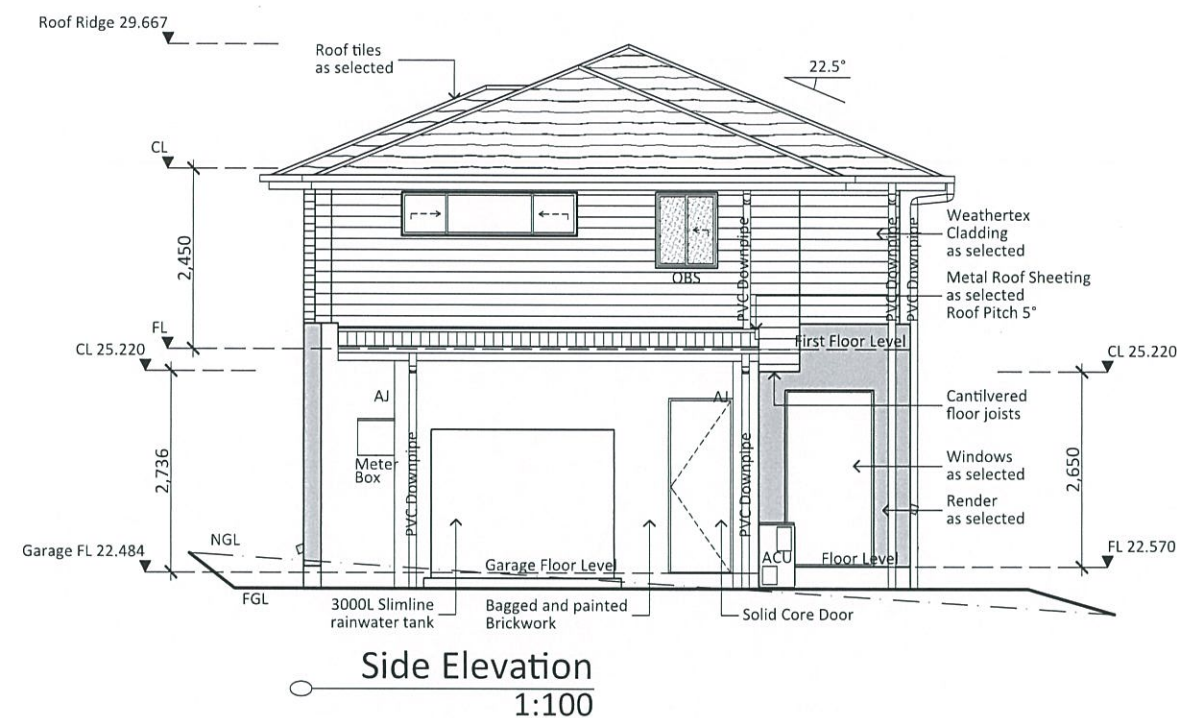 Roof Ridge 29.667
Roof tiles
as selected
22.5°
CL
2,450
FL
CL 25.220
2,736
Garage FL 22.484
NGL
FGL
OBS
PVC Downpipe
PVC Downpipe
PVC Downpipe
Weathertex
Cladding
as selected
Metal Roof Sheeting
as selected
Roof Pitch 5°
First Floor Level
CL 25.220
AJ
AJ
Meter
Box
PVC Downpipe
PVC Downpipe
Cantilvered
floor joists
Windows
as selected
2,650
Render
as selected
ACU
Floor Level
FL 22.570
Garage Floor Level
3000L Slimline
rainwater tank
Bagged and painted
Brickwork
Solid Core Door
Side Elevation
1:100